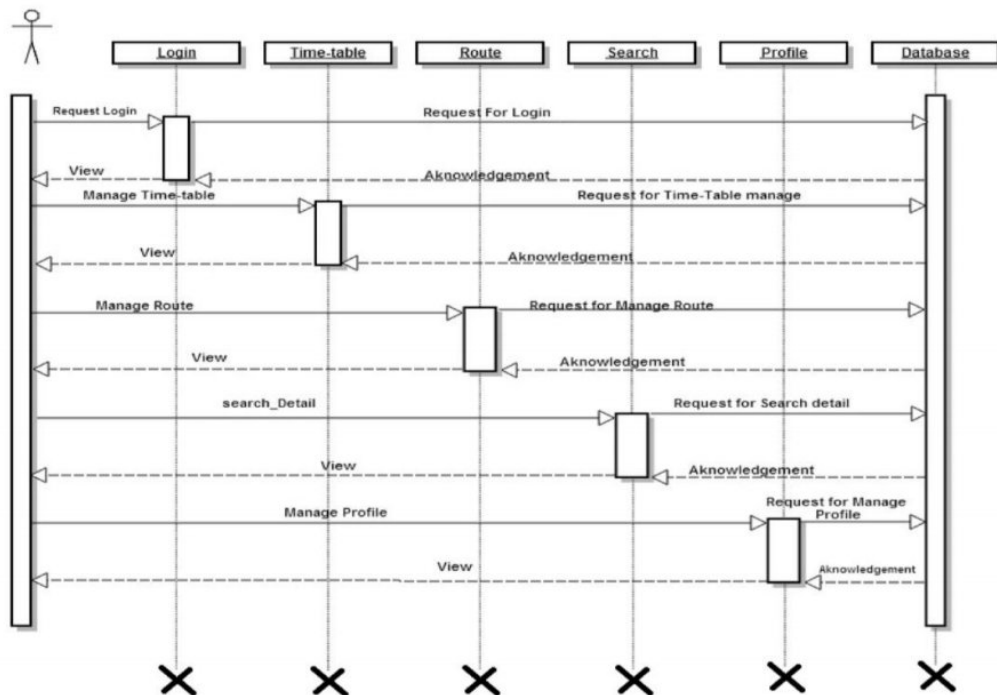 Login
Time-table
Route
Search
Profile
Database
Request Login
Request For Login
View
Aknowledgement
Manage Time-table
Request for Time-Table manage
View
Aknowledgement
Manage Route
Request for Manage Route
View
Aknowledgement
search_Detail
Request for Search detail
View
Aknowledgement
Manage Profile
Request for Manage
Profile
View
Aknowledgement